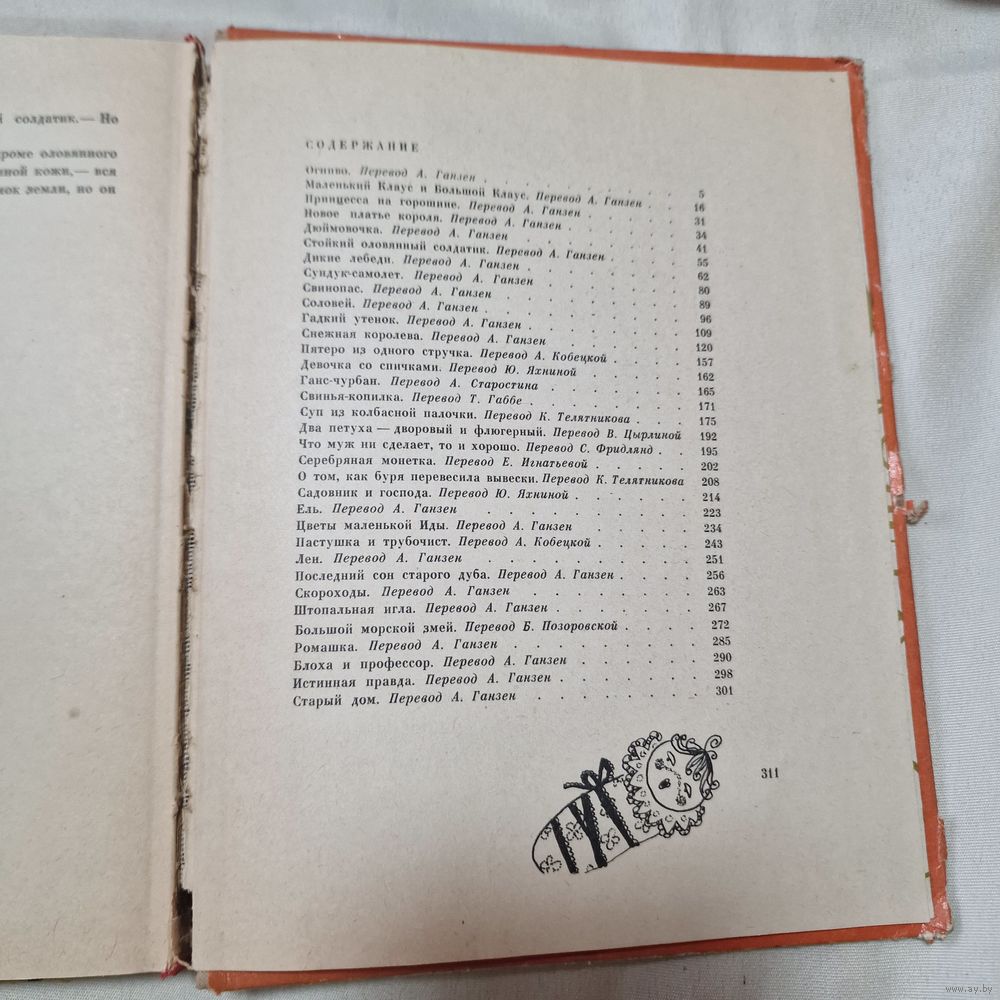 й солдатик.— Но
кроме оловянного
ной кожи,— вся
нок земли, но он
СОДЕРЖАНИЕ
Огниво. Перевод А. Ганзен . . . . . . . 5
Маленький Клаус и Большой Клаус. Перевод А. Ганзен . . 16
Принцесса на горошине. Перевод А. Ганзен . . . . 31
Новое платье короля. Перевод А. Ганзен . . . . 34
Дюймовочка. Перевод А. Ганзен . . . . . . 41
Стойкий оловянный солдатик. Перевод А. Ганзен . . . 55
Дикие лебеди. Перевод А. Ганзен . . . . . . 62
Сундук-самолет. Перевод А. Ганзен . . . . . 80
Свинопас. Перевод А. Ганзен . . . . . . 89
Соловей. Перевод А. Ганзен . . . . . . . 96
Гадкий утенок. Перевод А. Ганзен . . . . . 109
Снежная королева. Перевод А. Ганзен . . . . . 120
Пятеро из одного стручка. Перевод А. Кобецкой . . . 157
Девочка со спичками. Перевод Ю. Яхниной . . . . 162
Ганс-чурбан. Перевод А. Старостина . . . . . 165
Свинья-копилка. Перевод Т. Габбе . . . . . . 171
Суп из колбасной палочки. Перевод К. Телятникова . . . 175
Два петуха — дворовый и флюгерный. Перевод В. Цырлиной 192
Что муж ни сделает, то и хорошо. Перевод С. Фридлянд . . 195
Серебряная монетка. Перевод Е. Игнатьевой . . . . 202
О том, как буря перевесила вывески. Перевод К. Телятникова 208
Садовник и господа. Перевод Ю. Яхниной . . . . . 214
Ель. Перевод А. Ганзен . . . . . . . 223
Цветы маленькой Иды. Перевод А. Ганзен . . . . 234
Пастушка и трубочист. Перевод А. Кобецкой . . . . 243
Лен. Перевод А. Ганзен . . . . . . . 251
Последний сон старого дуба. Перевод А. Ганзен . . . . 256
Скороходы. Перевод А. Ганзен . . . . . . 263
Штопальная игла. Перевод А. Ганзен . . . . . . 267
Большой морской змей. Перевод Б. Позоровской . . . . 272
Ромашка. Перевод А. Ганзен . . . . . . . 285
Блоха и профессор. Перевод А. Ганзен . . . . . 290
Истинная правда. Перевод А. Ганзен . . . . . . 298
Старый дом. Перевод А. Ганзен . . . . . . 301
311
www.ay.by